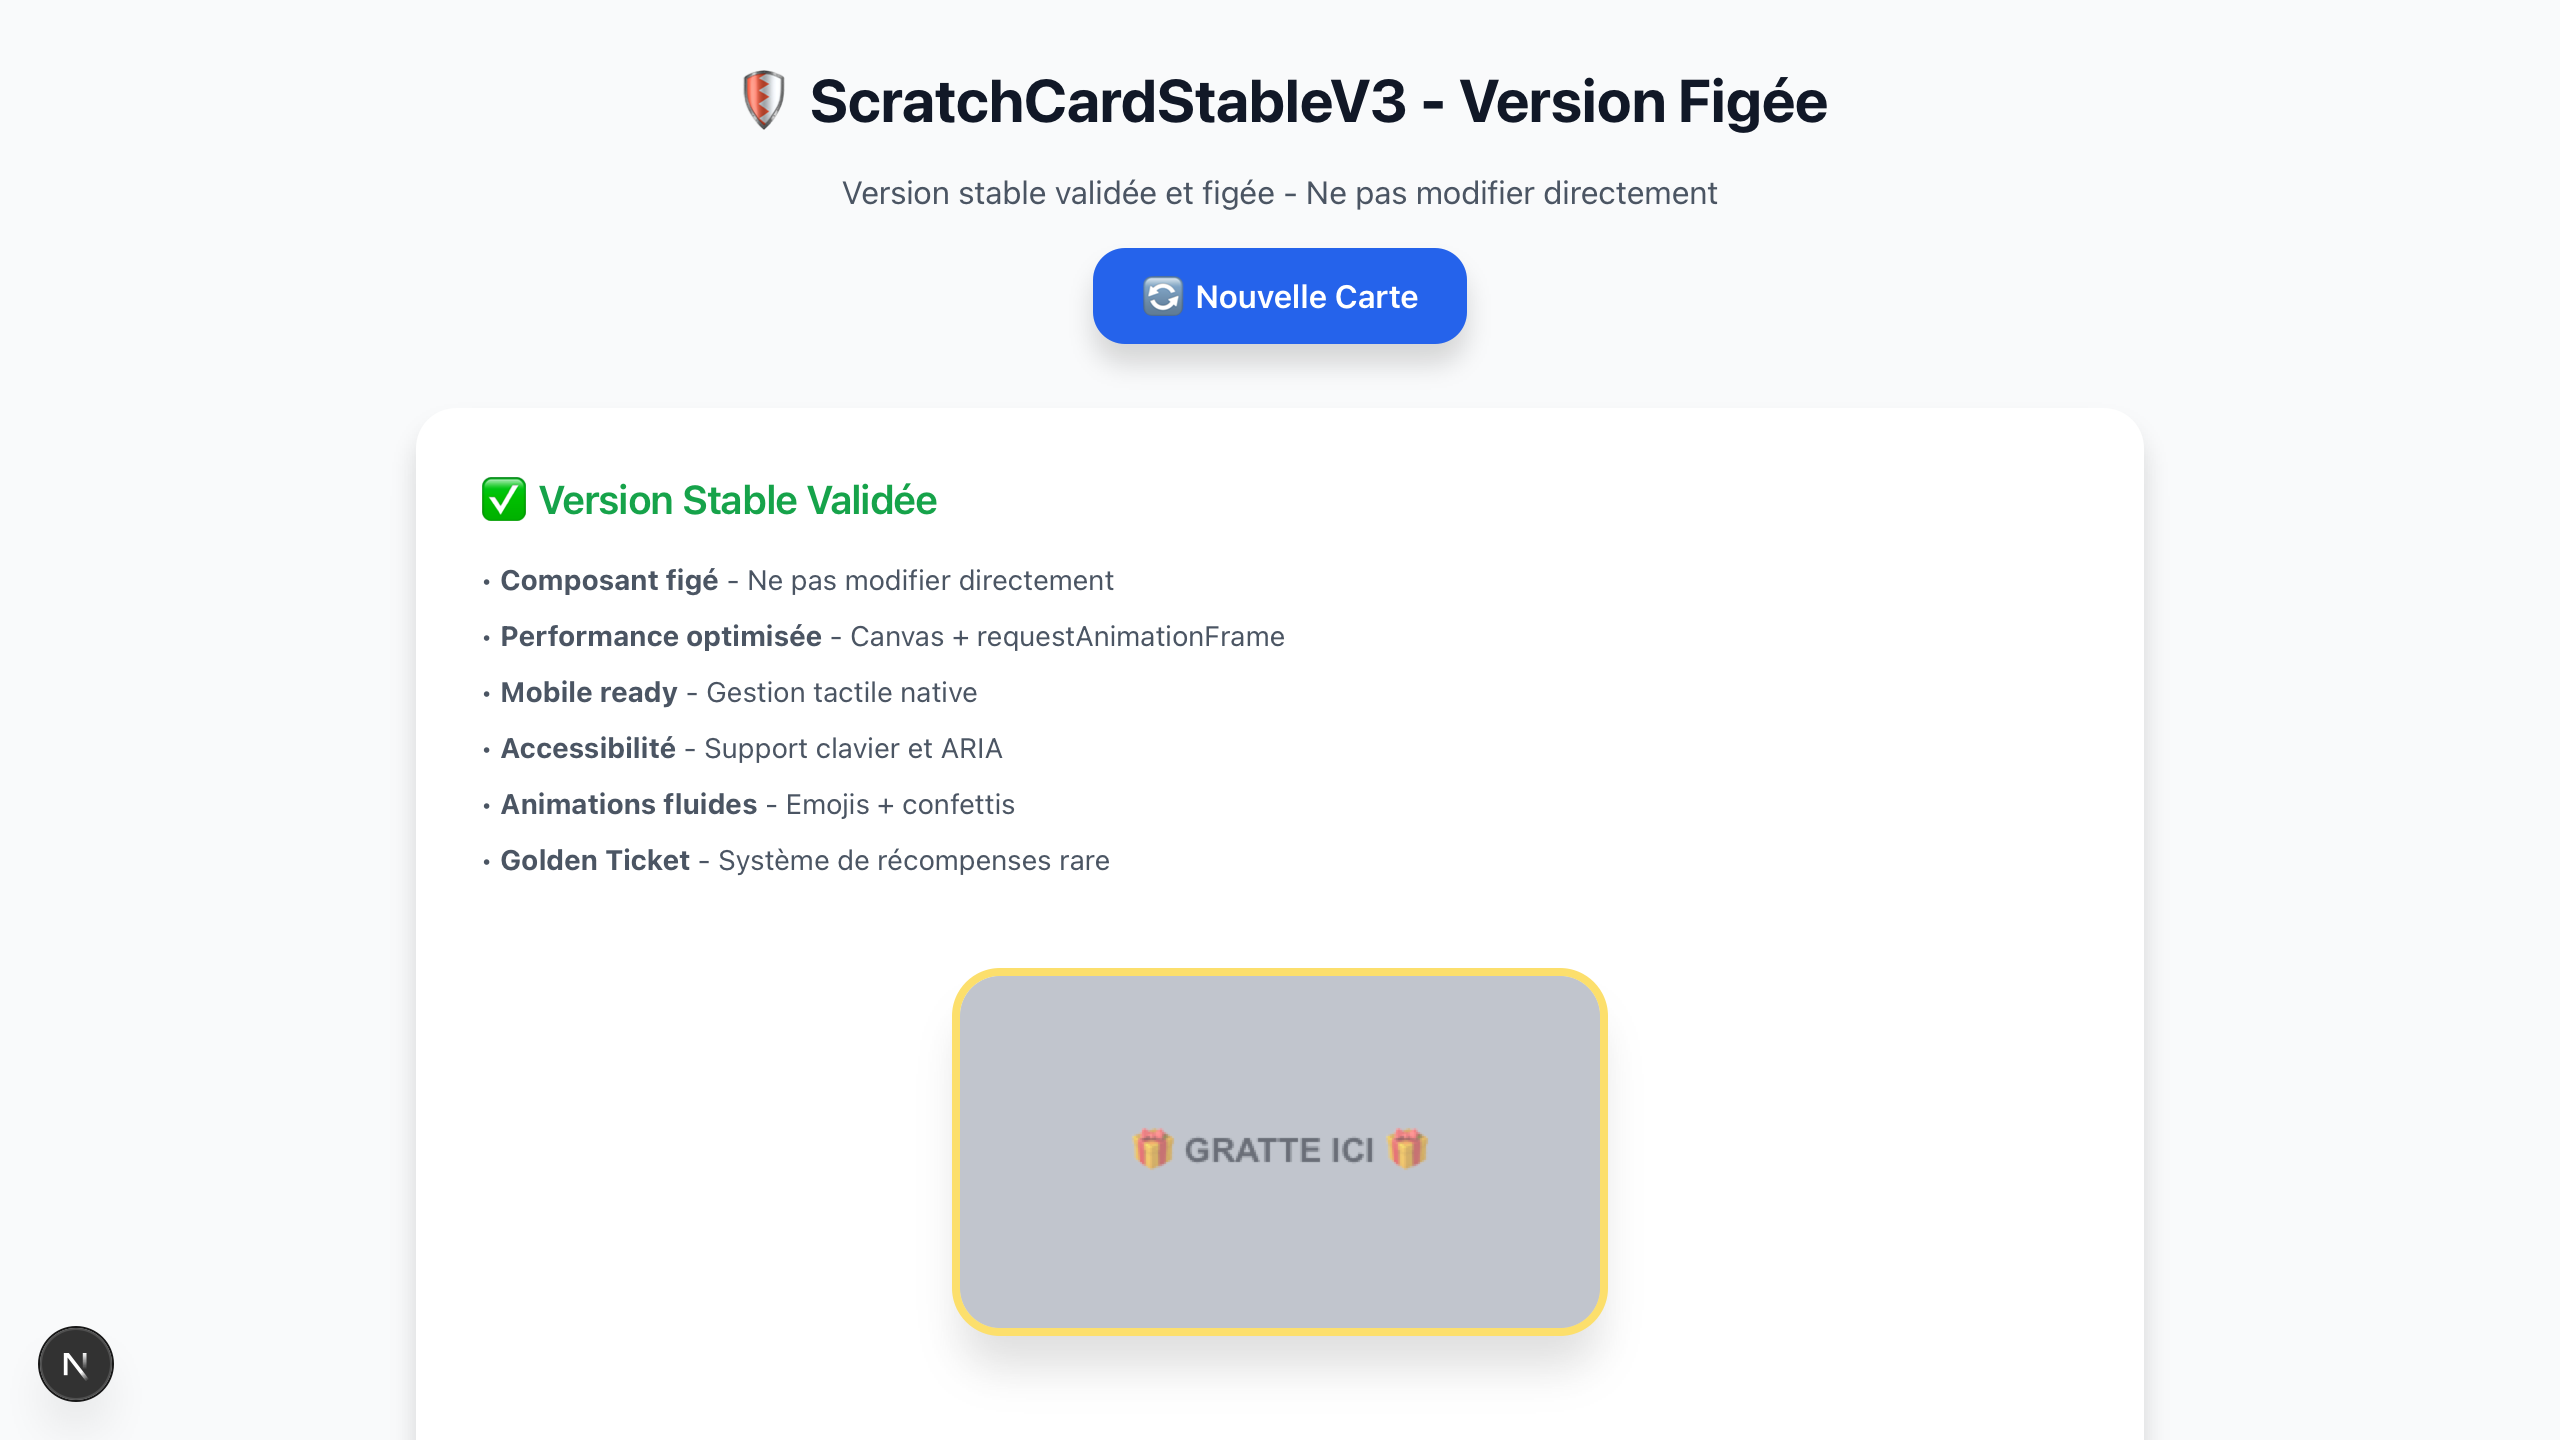 🛡️ ScratchCardStableV3 - Version Figée
Version stable validée et figée - Ne pas modifier directement
🔄 Nouvelle Carte
✅ Version Stable Validée
• Composant figé - Ne pas modifier directement
• Performance optimisée - Canvas + requestAnimationFrame
• Mobile ready - Gestion tactile native
• Accessibilité - Support clavier et ARIA
• Animations fluides - Emojis + confettis
• Golden Ticket - Système de récompenses rare
🎁 GRATTE ICI 🎁
N